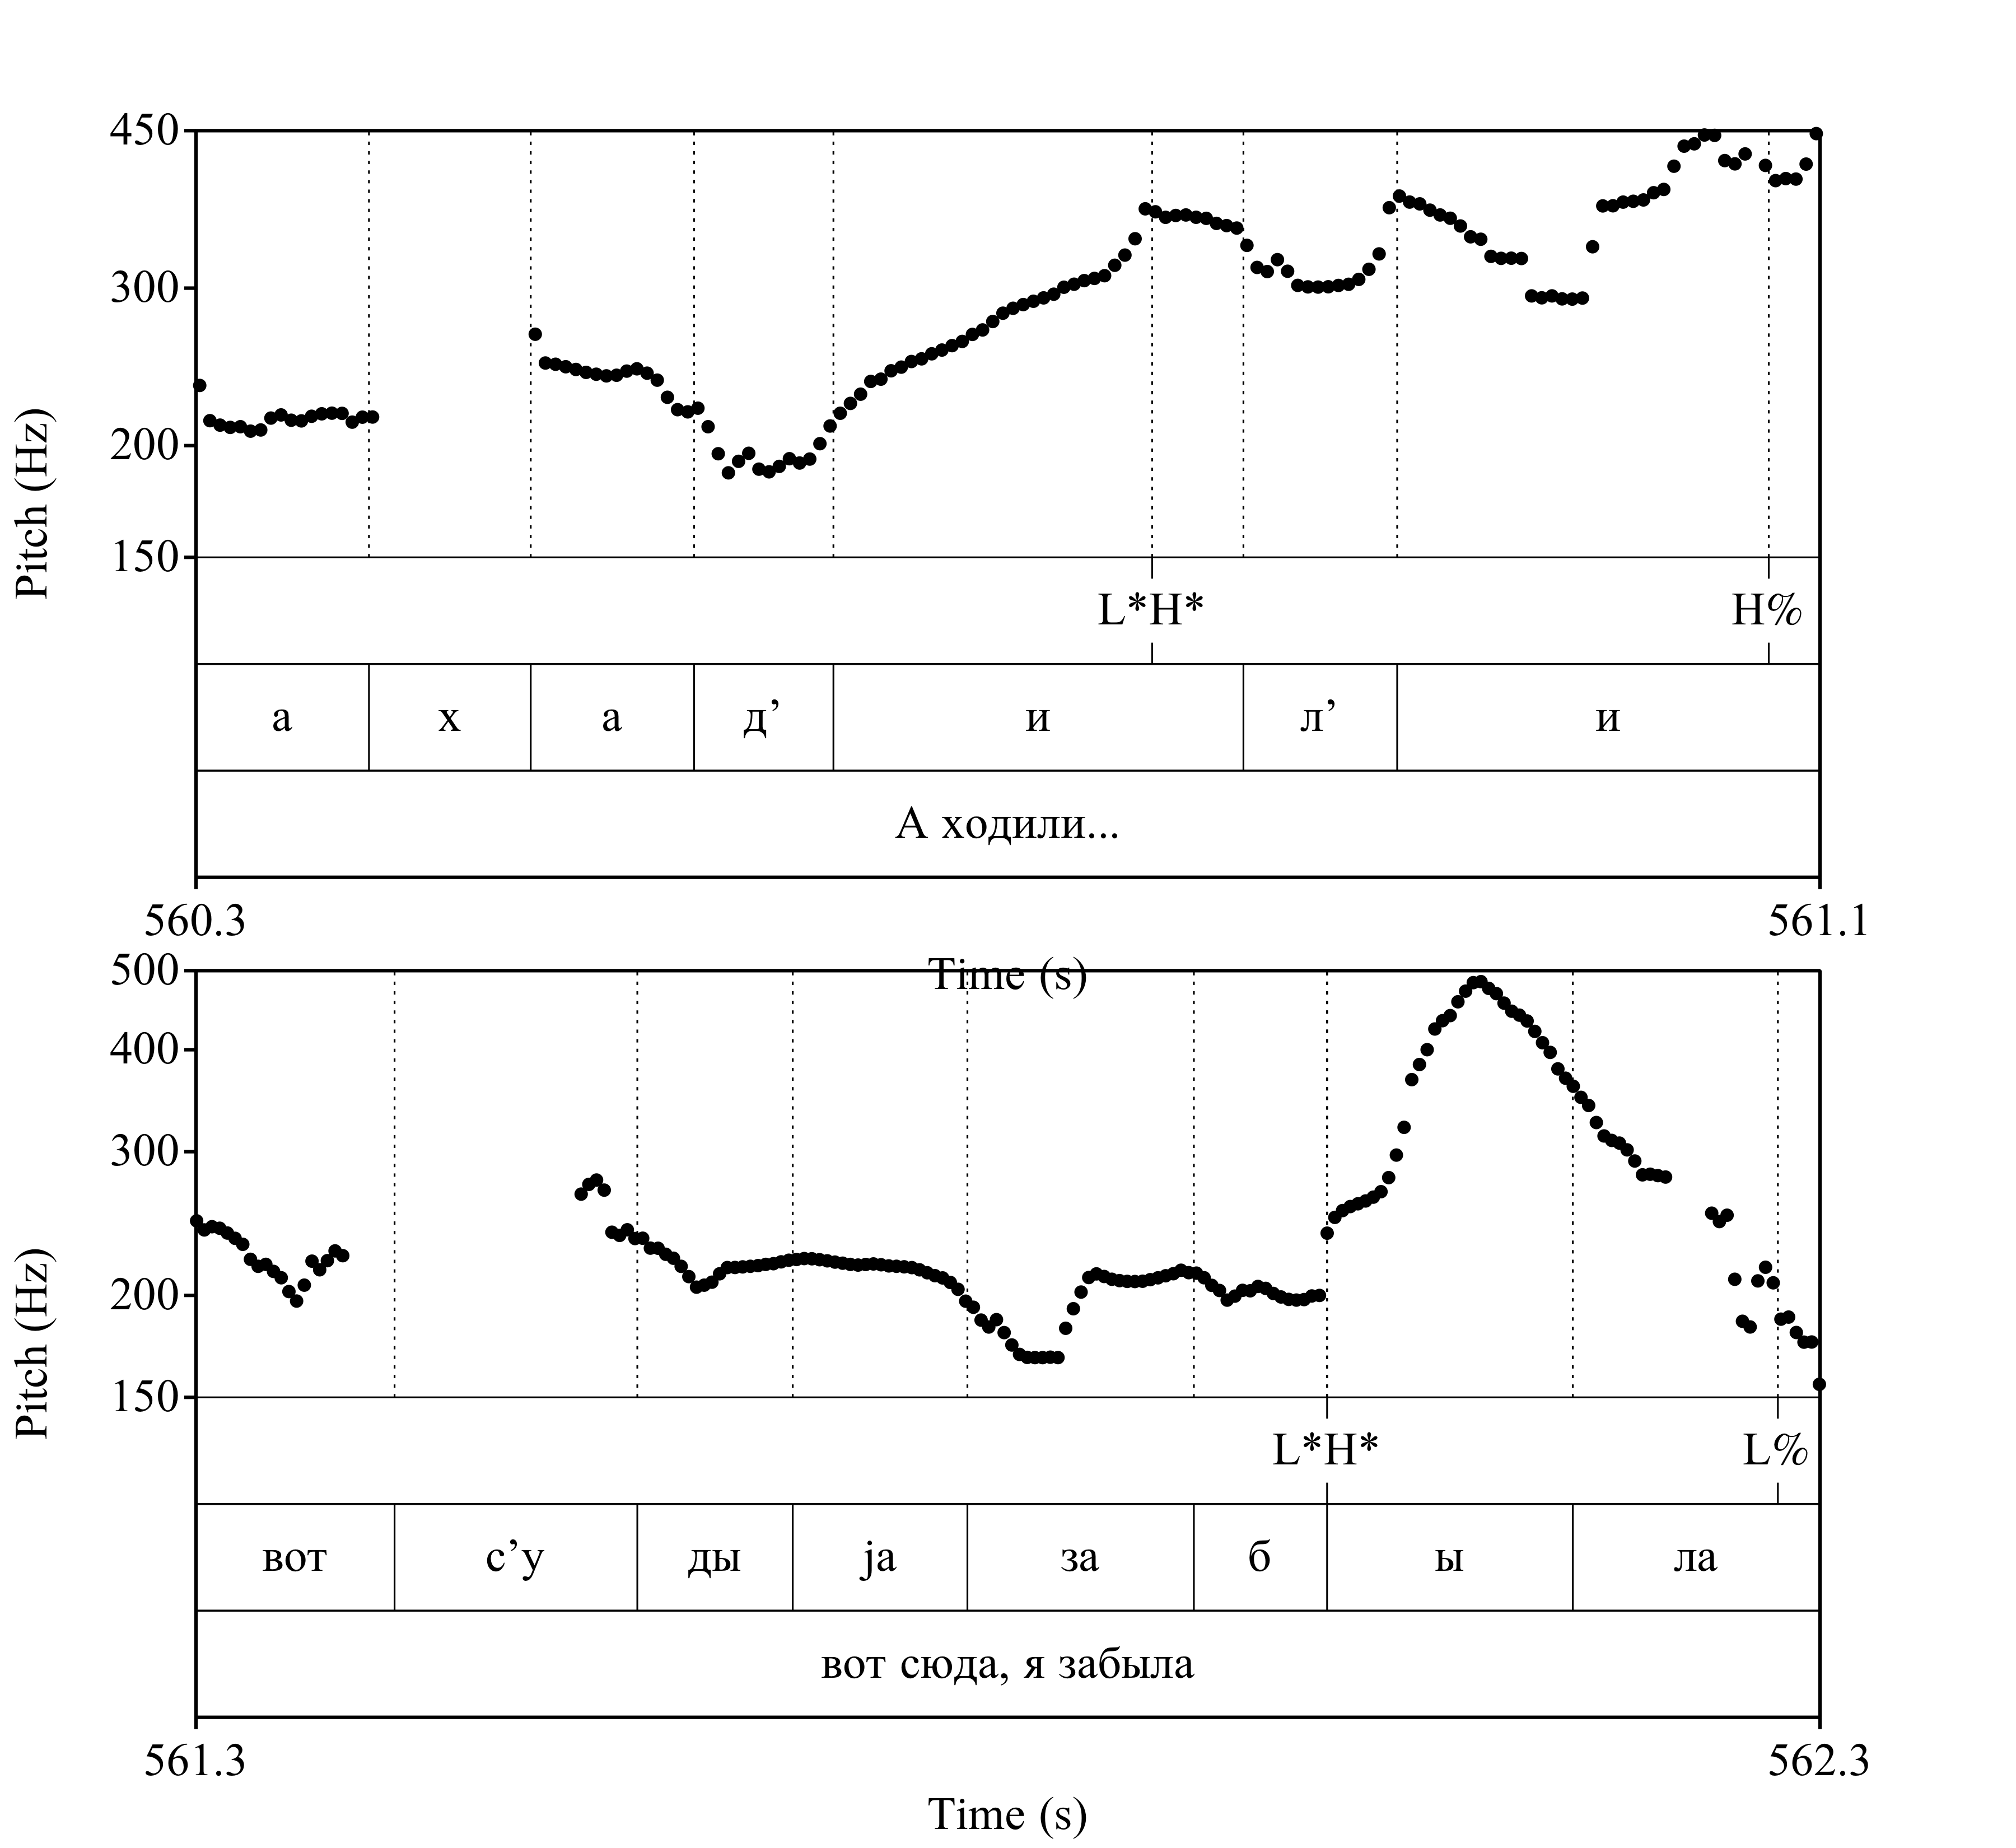 450
300
200
150
Pitch (Hz)
L*H* H%
а х а д’ и л’ и
А ходили...
560.3 561.1
Time (s)
500
400
300
200
150
Pitch (Hz)
L*H* L%
вот с’у ды ja за б ы ла
вот сюда, я забыла
561.3 562.3
Time (s)